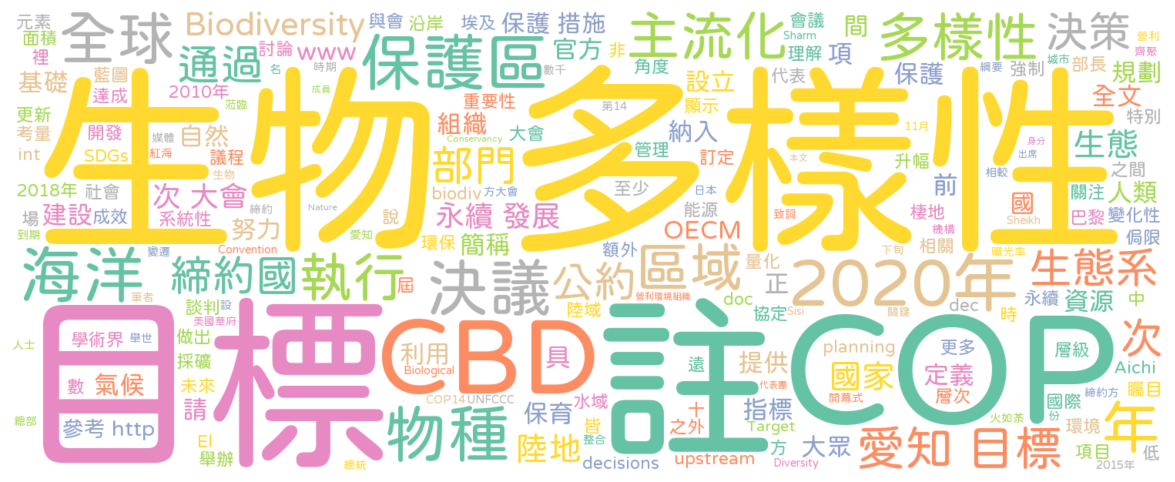 元素
全球
Biodiversity
與會
沿岸
埃及
保護 措施
主流化
會議
Sharm
間
多樣性
決策
營利
齊聚
面積
裡
通過
討論
www
名
時期
數千
保護區
官方
非
角度
理解
項
代表
城市
部長
綱要
強制
規劃
基礎
藍圖
達成
2010年
蒞臨
成員
重要性
設立
顯示
保護
全文
特別
生物多樣性
更新
考量
int
開發
SDGs
媒體
紅海
自然
議程
生物
組織
Conservancy
大會
第14
納入
管理
訂定
11月
升幅
身分
出席
相較
生態
之間
2018年
社會
場
建設
成效
次 大會
系統性
締約
Nature
說
部門
biodiv
方大會
永續 發展
至少
日本
能源
致詞
本文
棲地
機構
前
國
Sheikh
關注
人類
巴黎
變化性
侷限
到期
變遷
Convention
努力
愛知
環保
簡稱
OECM
額外
量化
相關
下旬
曝光率
海洋
筆者
締約國
談判
設
美國華府
執行
屆
決議
公約
陸域
營利環境組織
區域
doc
協定
正
Sisi
2020年
關鍵
dec
生態系
永續
資源
時
中
目標
學術界
舉世
做出
採礦
人士
數
氣候
未來
請
參考 http
總部
El
舉辦
總統
CBD
利用
Biological
具
COP14
UNFCCC
物種
保育
水域
陸地
皆
整合
decisions
註
遠
十
之外
upstream
提供
代表團
指標
Target
方
Diversity
COP
planning
國家
開幕式
大眾
更多
定義
層次
火如荼
愛知 目標
層級
次
Aichi
國際
份
締約方
矚目
環境
年
項目
低
2015年